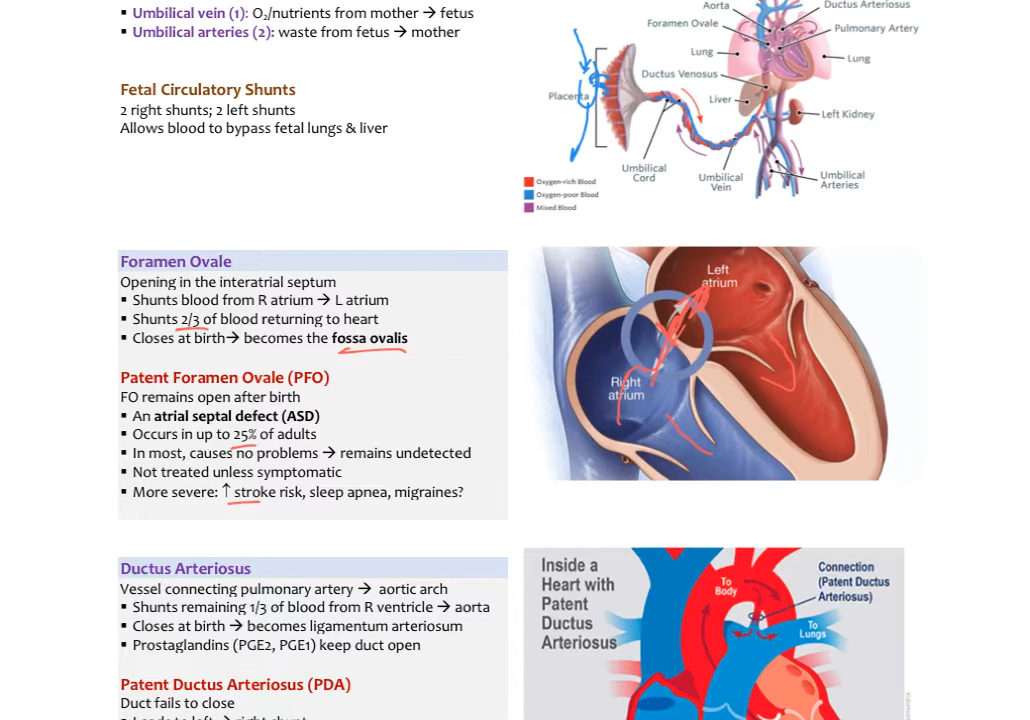 ▪ Umbilical vein (1): O₂/nutrients from mother → fetus
▪ Umbilical arteries (2): waste from fetus → mother
Fetal Circulatory Shunts
2 right shunts; 2 left shunts
Allows blood to bypass fetal lungs & liver
Aorta
Ductus Arteriosus
Foramen Ovale
Pulmonary Artery
Lung
Lung
Ductus Venosus
Placenta
Liver
Left Kidney
Umbilical
Cord
Umbilical
Vein
Umbilical
Arteries
Oxygen-rich Blood
Oxygen-poor Blood
Mixed Blood
Foramen Ovale
Opening in the interatrial septum
▪ Shunts blood from R atrium → L atrium
▪ Shunts 2/3 of blood returning to heart
▪ Closes at birth→ becomes the fossa ovalis
Patent Foramen Ovale (PFO)
FO remains open after birth
▪ An atrial septal defect (ASD)
▪ Occurs in up to 25% of adults
▪ In most, causes no problems → remains undetected
▪ Not treated unless symptomatic
▪ More severe: ↑ stroke risk, sleep apnea, migraines?
Left
atrium
Right
atrium
Ductus Arteriosus
Vessel connecting pulmonary artery → aortic arch
▪ Shunts remaining 1/3 of blood from R ventricle → aorta
▪ Closes at birth → becomes ligamentum arteriosum
▪ Prostaglandins (PGE2, PGE1) keep duct open
Patent Ductus Arteriosus (PDA)
Duct fails to close
▪ Leads to left → right shunt
Inside a
Heart with
Patent
Ductus
Arteriosus
To
Body
Connection
(Patent Ductus
Arteriosus)
To
Lungs